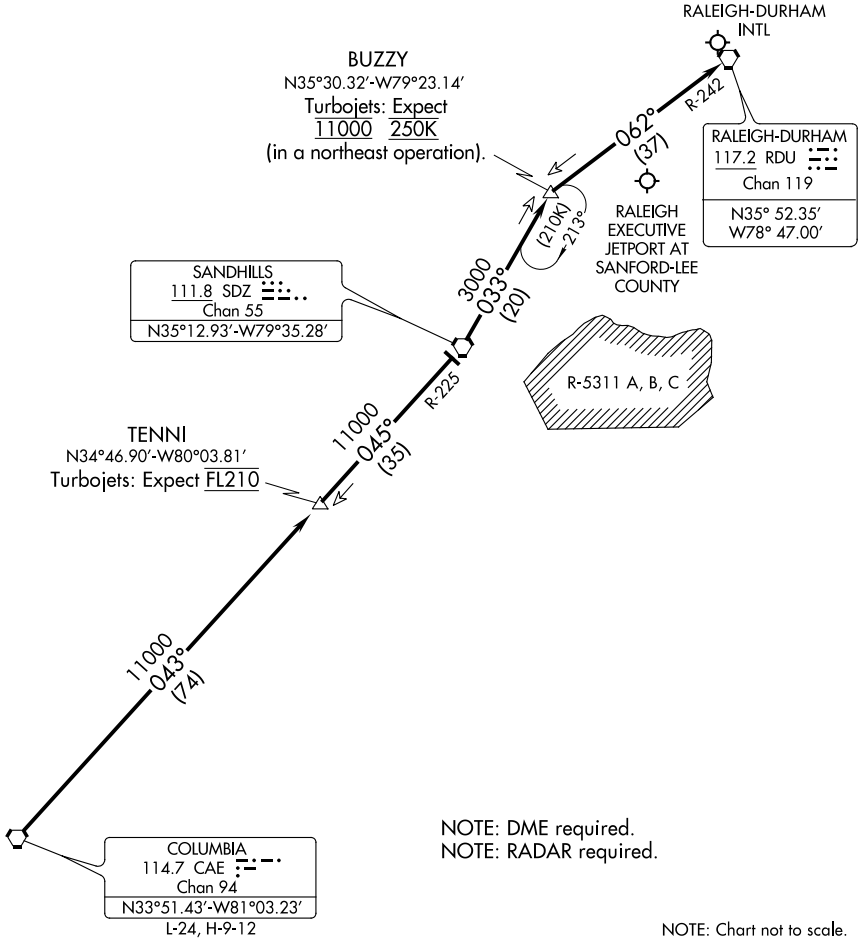 RALEIGH-DURHAM
INTL
BUZZY
N35°30.32'-W79°23.14'
Turbojets: Expect
11000 250K
(in a northeast operation).
R-242
062°
(37)
RALEIGH-DURHAM
117.2 RDU
Chan 119
N35° 52.35'
W78° 47.00'
RALEIGH
EXECUTIVE
JETPORT AT
SANFORD-LEE
COUNTY
(210K)
213°
3000
033°
(20)
SANDHILLS
111.8 SDZ
Chan 55
N35°12.93'-W79°35.28'
R-5311 A, B, C
R-225
11000
045°
(35)
TENNI
N34°46.90'-W80°03.81'
Turbojets: Expect FL210
11000
043°
(74)
COLUMBIA
114.7 CAE
Chan 94
N33°51.43'-W81°03.23'
L-24, H-9-12
NOTE: DME required.
NOTE: RADAR required.
NOTE: Chart not to scale.